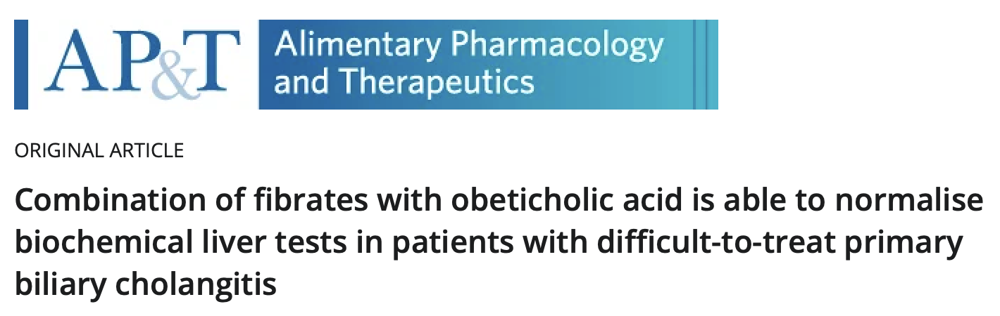 AP&T
Alimentary Pharmacology
and Therapeutics
ORIGINAL ARTICLE
Combination of fibrates with obeticholic acid is able to normalise
biochemical liver tests in patients with difficult-to-treat primary
biliary cholangitis